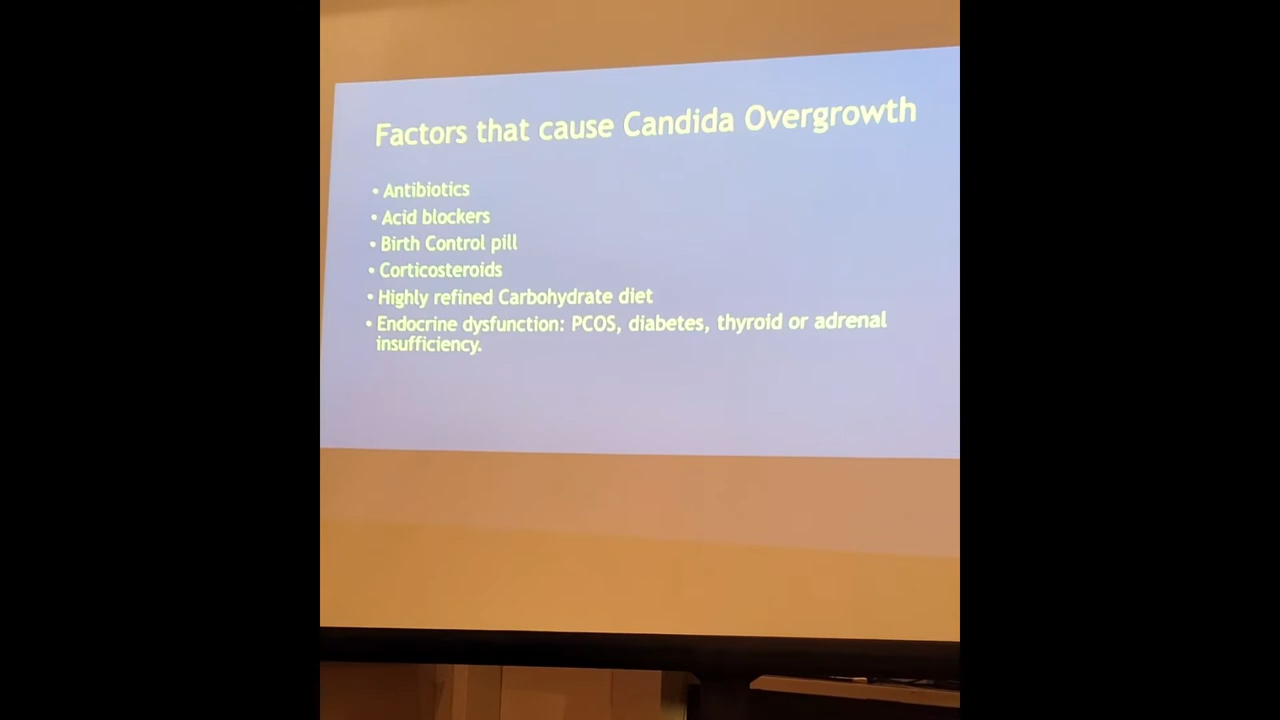 Factors that cause Candida Overgrowth
• Antibiotics
• Acid blockers
• Birth Control pill
• Corticosteroids
• Highly refined Carbohydrate diet
• Endocrine dysfunction: PCOS, diabetes, thyroid or adrenal
insufficiency.